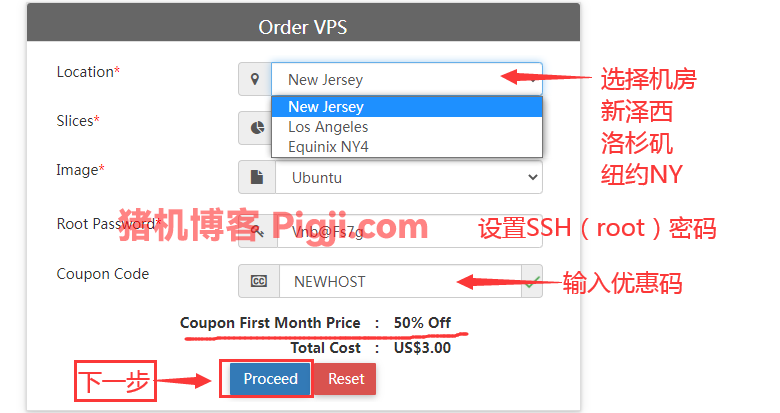 Order VPS
Location*
New Jersey
选择机房
New Jersey
新泽西
Slices*
Los Angeles
洛杉矶
Equinix NY4
纽约NY
Image*
Ubuntu
猪机博客 Pigji.com
Root Password*
Vnb@Fs7g
设置SSH（root）密码
Coupon Code
CC
NEWHOST
输入优惠码
Coupon First Month Price : 50% Off
Total Cost : US$3.00
下一步
Proceed
Reset